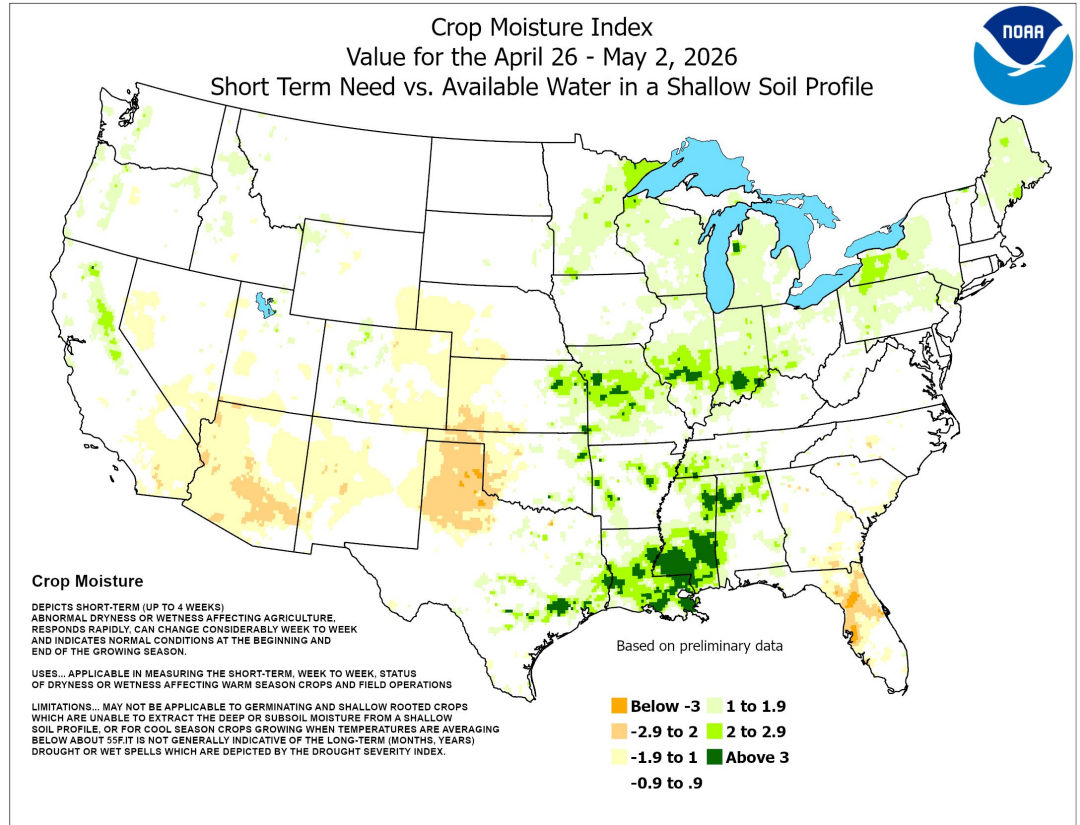 Crop Moisture Index
Value for the April 26 - May 2, 2026
Short Term Need vs. Available Water in a Shallow Soil Profile
NOAA
Crop Moisture
DEPICTS SHORT-TERM (UP TO 4 WEEKS)
ABNORMAL DRYNESS OR WETNESS AFFECTING AGRICULTURE,
RESPONDS RAPIDLY, CAN CHANGE CONSIDERABLY WEEK TO WEEK
AND INDICATES NORMAL CONDITIONS AT THE BEGINNING AND
END OF THE GROWING SEASON.
USES... APPLICABLE IN MEASURING THE SHORT-TERM, WEEK TO WEEK, STATUS
OF DRYNESS OR WETNESS AFFECTING WARM SEASON CROPS AND FIELD OPERATIONS
LIMITATIONS... MAY NOT BE APPLICABLE TO GERMINATING AND SHALLOW ROOTED CROPS
WHICH ARE UNABLE TO EXTRACT THE DEEP OR SUBSOIL MOISTURE FROM A SHALLOW
SOIL PROFILE, OR FOR COOL SEASON CROPS GROWING WHEN TEMPERATURES ARE AVERAGING
BELOW ABOUT 55F.IT IS NOT GENERALLY INDICATIVE OF THE LONG-TERM (MONTHS, YEARS)
DROUGHT OR WET SPELLS WHICH ARE DEPICTED BY THE DROUGHT SEVERITY INDEX.
Based on preliminary data
Below -3
-2.9 to 2
-1.9 to 1
-0.9 to .9
1 to 1.9
2 to 2.9
Above 3